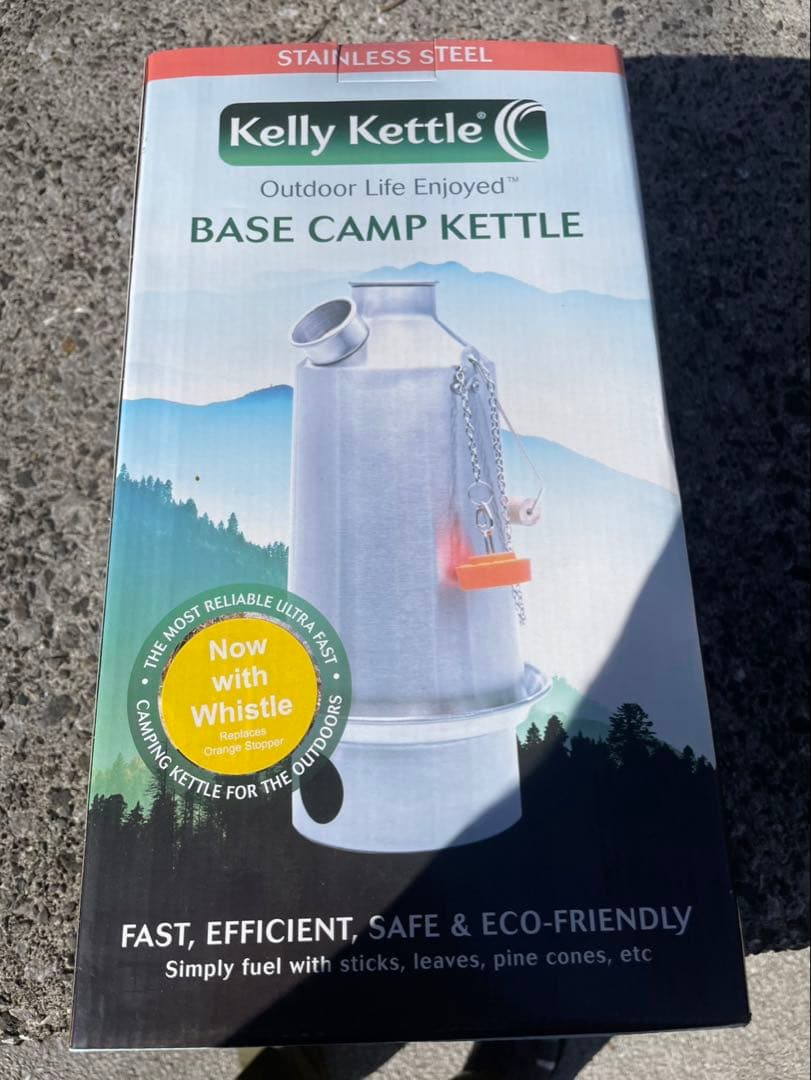 STAINLESS STEEL
Kelly Kettle®
Outdoor Life Enjoyed™
BASE CAMP KETTLE
THE MOST RELIABLE ULTRA FAST
Now
with
Whistle
Replaces
Orange Stopper
CAMPING KETTLE FOR THE OUTDOORS
FAST, EFFICIENT, SAFE & ECO-FRIENDLY
Simply fuel with sticks, leaves, pine cones, etc